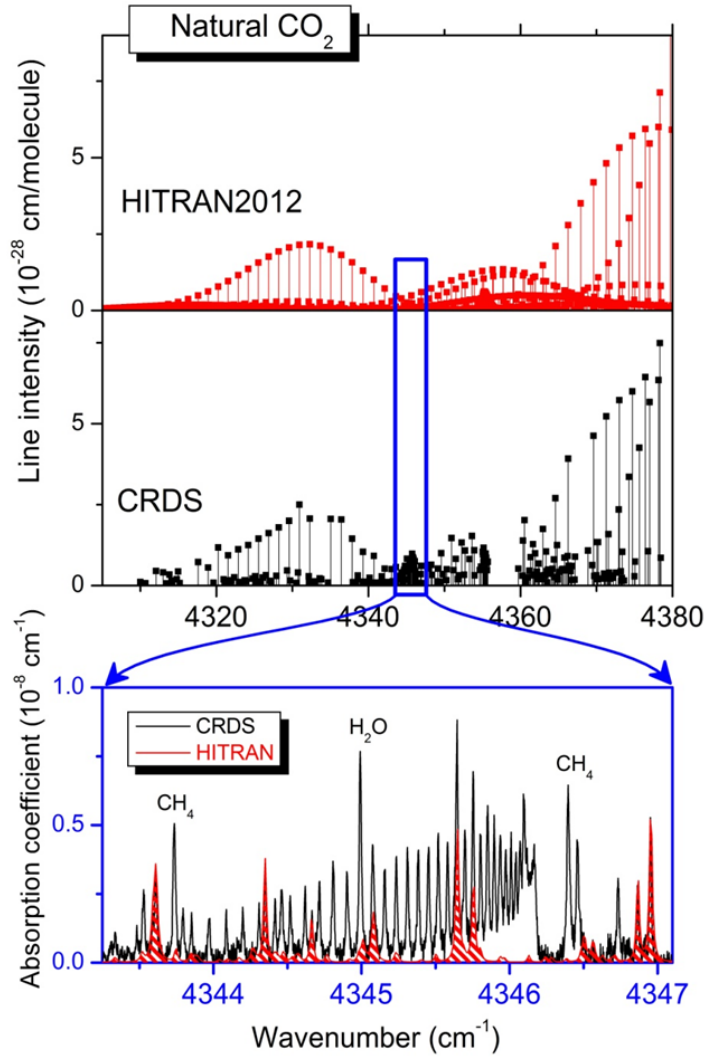 Natural CO₂
Line intensity (10⁻²⁸ cm/molecule)
5
HITRAN2012
0
5
CRDS
0
4320
4340
4360
4380
Absorption coefficient (10⁻⁸ cm⁻¹)
1.0
0.5
0.0
CRDS
HITRAN
CH₄
H₂O
CH₄
4344
4345
4346
4347
Wavenumber (cm⁻¹)